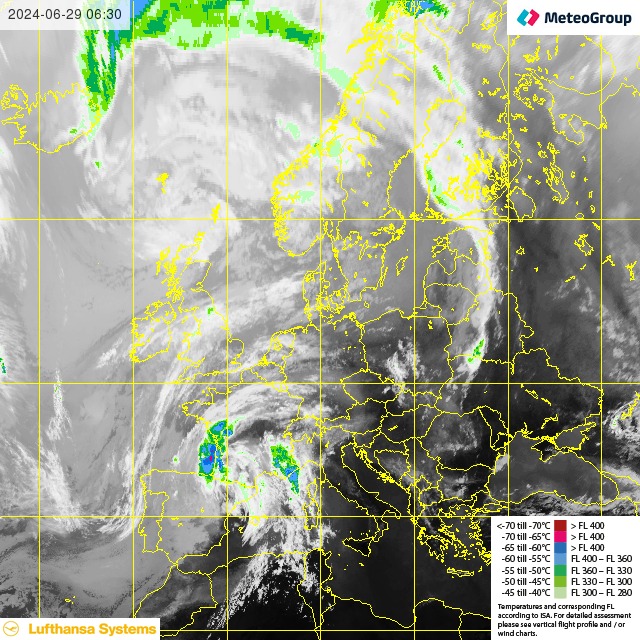 2024-06-29 06:30
MeteoGroup
<-70 till -70°C > FL 400
-70 till -65°C > FL 400
-65 till -60°C > FL 400
-60 till -55°C FL 400 - FL 360
-55 till -50°C FL 360 - FL 330
-50 till -45°C FL 330 - FL 300
-45 till -40°C FL 300 - FL 280
Temperatures and corresponding FL
according to ISA. For detailed assessment
please see vertical flight profile and / or
wind charts.
Lufthansa Systems